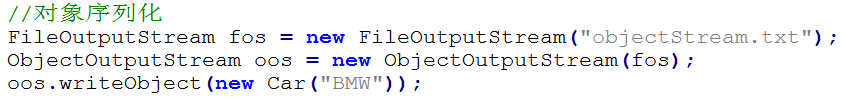 //对象序列化
FileOutputStream fos = new FileOutputStream("objectStream.txt");
ObjectOutputStream oos = new ObjectOutputStream(fos);
oos.writeObject(new Car("BMW"));